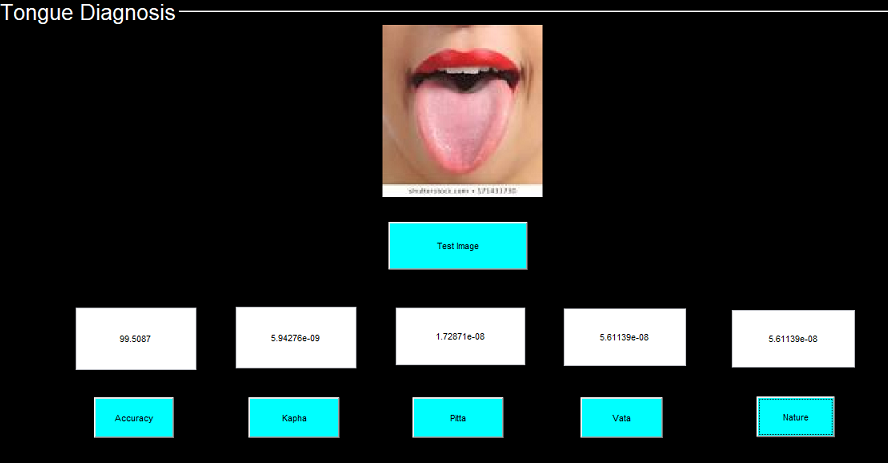 Tongue Diagnosis
shutterstock.com • 571431730
Test Image
99.5087
5.94276e-09
1.72871e-08
5.61139e-08
5.61139e-08
Accuracy
Kapha
Pitta
Vata
Nature